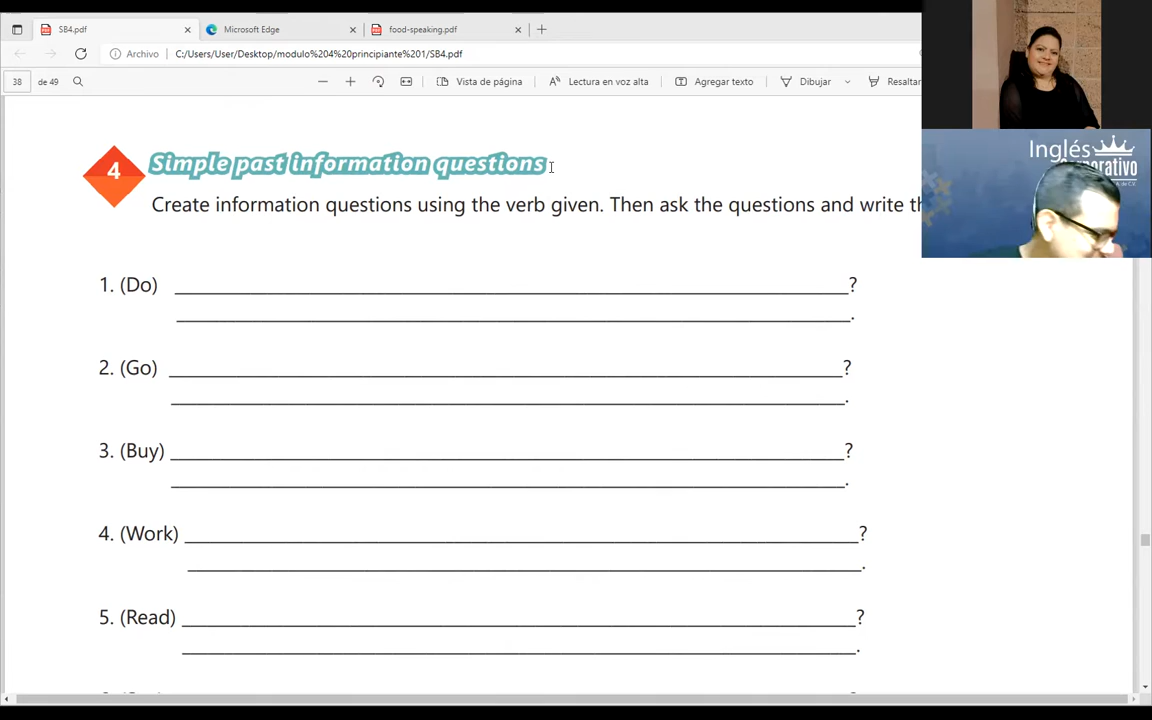 SB4.pdf
Microsoft Edge
food-speaking.pdf
Archivo
C:/Users/User/Desktop/modulo%204%20principiante%201/SB4.pdf
38
de 49
Vista de página
Lectura en voz alta
Agregar texto
Dibujar
Resaltar
Inglés
Corporativo
DE C.V.
4
Simple past information questions
Create information questions using the verb given. Then ask the questions and write th
1. (Do) ?
.
2. (Go) ?
.
3. (Buy) ?
.
4. (Work) ?
.
5. (Read) ?
.